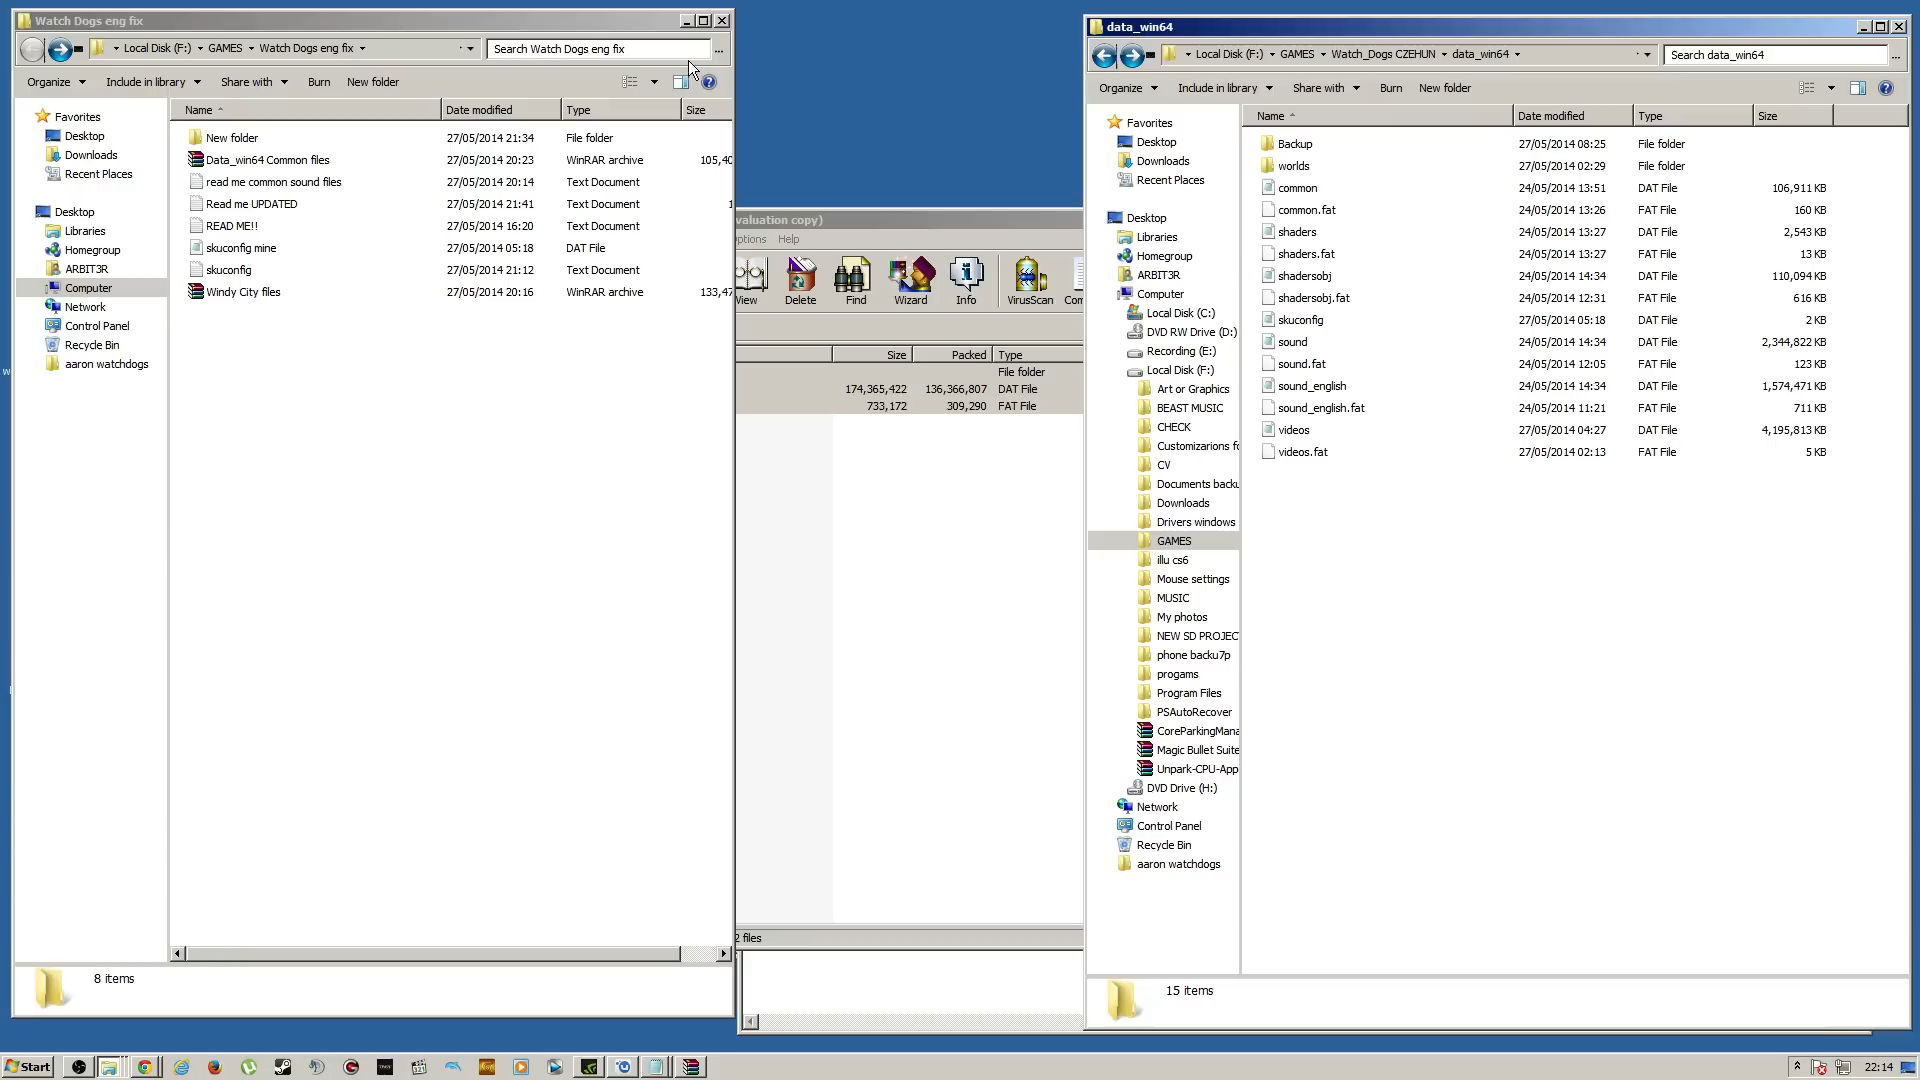 Watch Dogs eng fix
Local Disk (F:) GAMES Watch Dogs eng fix
Search Watch Dogs eng fix
Organize Include in library Share with Burn New folder
Favorites
Desktop
Downloads
Recent Places
Desktop
Libraries
Homegroup
ARBIT3R
Computer
Network
Control Panel
Recycle Bin
aaron watchdogs
Name Date modified Type Size
New folder 27/05/2014 21:34 File folder
Data_win64 Common files 27/05/2014 20:23 WinRAR archive 105,40
read me common sound files 27/05/2014 20:14 Text Document
Read me UPDATED 27/05/2014 21:41 Text Document 1
READ ME!! 27/05/2014 16:20 Text Document
skuconfig mine 27/05/2014 05:18 DAT File
skuconfig 27/05/2014 21:12 Text Document
Windy City files 27/05/2014 20:16 WinRAR archive 133,47
8 items
valuation copy)
ptions Help
View Delete Find Wizard Info VirusScan Con
Size Packed Type
File folder
174,365,422 136,366,807 DAT File
733,172 309,290 FAT File
2 files
data_win64
Local Disk (F:) GAMES Watch_Dogs CZEHUN data_win64
Search data_win64
Organize Include in library Share with Burn New folder
Favorites
Desktop
Downloads
Recent Places
Desktop
Libraries
Homegroup
ARBIT3R
Computer
Local Disk (C:)
DVD RW Drive (D:)
Recording (E:)
Local Disk (F:)
Art or Graphics
BEAST MUSIC
CHECK
Customizarions fo
CV
Documents backu
Downloads
Drivers windows
GAMES
illu cs6
Mouse settings
MUSIC
My photos
NEW SD PROJEC
phone backu7p
progams
Program Files
PSAutoRecover
CoreParkingMana
Magic Bullet Suite
Unpark-CPU-App
DVD Drive (H:)
Network
Control Panel
Recycle Bin
aaron watchdogs
Name Date modified Type Size
Backup 27/05/2014 08:25 File folder
worlds 27/05/2014 02:29 File folder
common 24/05/2014 13:51 DAT File 106,911 KB
common.fat 24/05/2014 13:26 FAT File 160 KB
shaders 24/05/2014 13:27 DAT File 2,543 KB
shaders.fat 24/05/2014 13:27 FAT File 13 KB
shadersobj 24/05/2014 14:34 DAT File 110,094 KB
shadersobj.fat 24/05/2014 12:31 FAT File 616 KB
skuconfig 27/05/2014 05:18 DAT File 2 KB
sound 24/05/2014 14:34 DAT File 2,344,822 KB
sound.fat 24/05/2014 12:05 FAT File 123 KB
sound_english 24/05/2014 14:34 DAT File 1,574,471 KB
sound_english.fat 24/05/2014 11:21 FAT File 711 KB
videos 27/05/2014 04:27 DAT File 4,195,813 KB
videos.fat 27/05/2014 02:13 FAT File 5 KB
15 items
Start
22:14